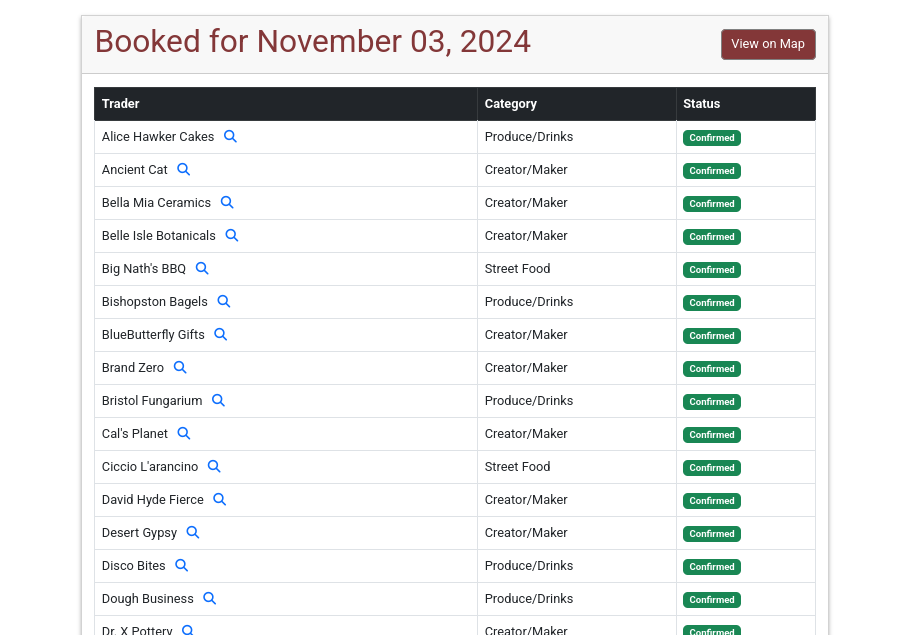 Booked for November 03, 2024
View on Map
Trader Category Status
Alice Hawker Cakes Produce/Drinks Confirmed
Ancient Cat Creator/Maker Confirmed
Bella Mia Ceramics Creator/Maker Confirmed
Belle Isle Botanicals Creator/Maker Confirmed
Big Nath's BBQ Street Food Confirmed
Bishopston Bagels Produce/Drinks Confirmed
BlueButterfly Gifts Creator/Maker Confirmed
Brand Zero Creator/Maker Confirmed
Bristol Fungarium Produce/Drinks Confirmed
Cal's Planet Creator/Maker Confirmed
Ciccio L'arancino Street Food Confirmed
David Hyde Fierce Creator/Maker Confirmed
Desert Gypsy Creator/Maker Confirmed
Disco Bites Produce/Drinks Confirmed
Dough Business Produce/Drinks Confirmed
Dr. X Pottery Creator/Maker Confirmed